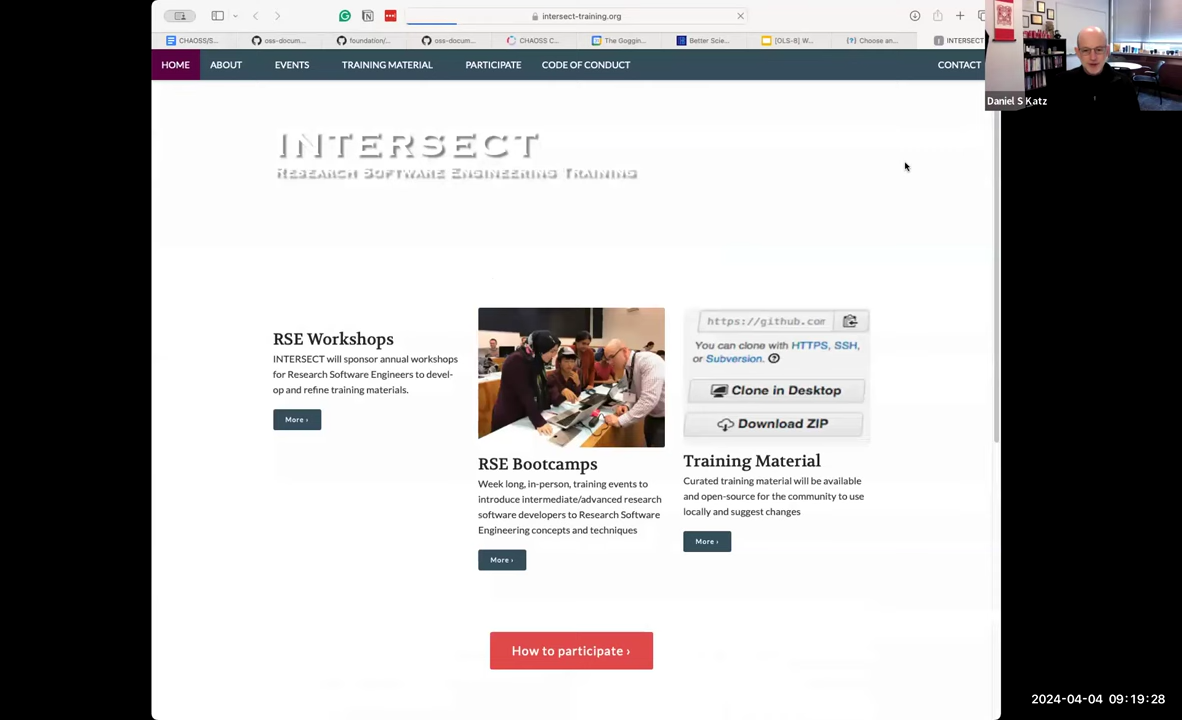 intersect-training.org
CHAOSS/S...
oss-docum...
foundation/...
oss-docum...
CHAOSS C...
The Goggin...
Better Scie...
[OLS-8] W...
Choose an...
INTERSECT
HOME
ABOUT
EVENTS
TRAINING MATERIAL
PARTICIPATE
CODE OF CONDUCT
CONTACT
Daniel S Katz
INTERSECT
Research Software Engineering Training
RSE Workshops
INTERSECT will sponsor annual workshops
for Research Software Engineers to devel-
op and refine training materials.
More ›
RSE Bootcamps
Week long, in-person, training events to
introduce intermediate/advanced research
software developers to Research Software
Engineering concepts and techniques
More ›
https://github.com
You can clone with HTTPS, SSH,
or Subversion.
Clone in Desktop
Download ZIP
Training Material
Curated training material will be available
and open-source for the community to use
locally and suggest changes
More ›
How to participate ›
2024-04-04 09:19:28